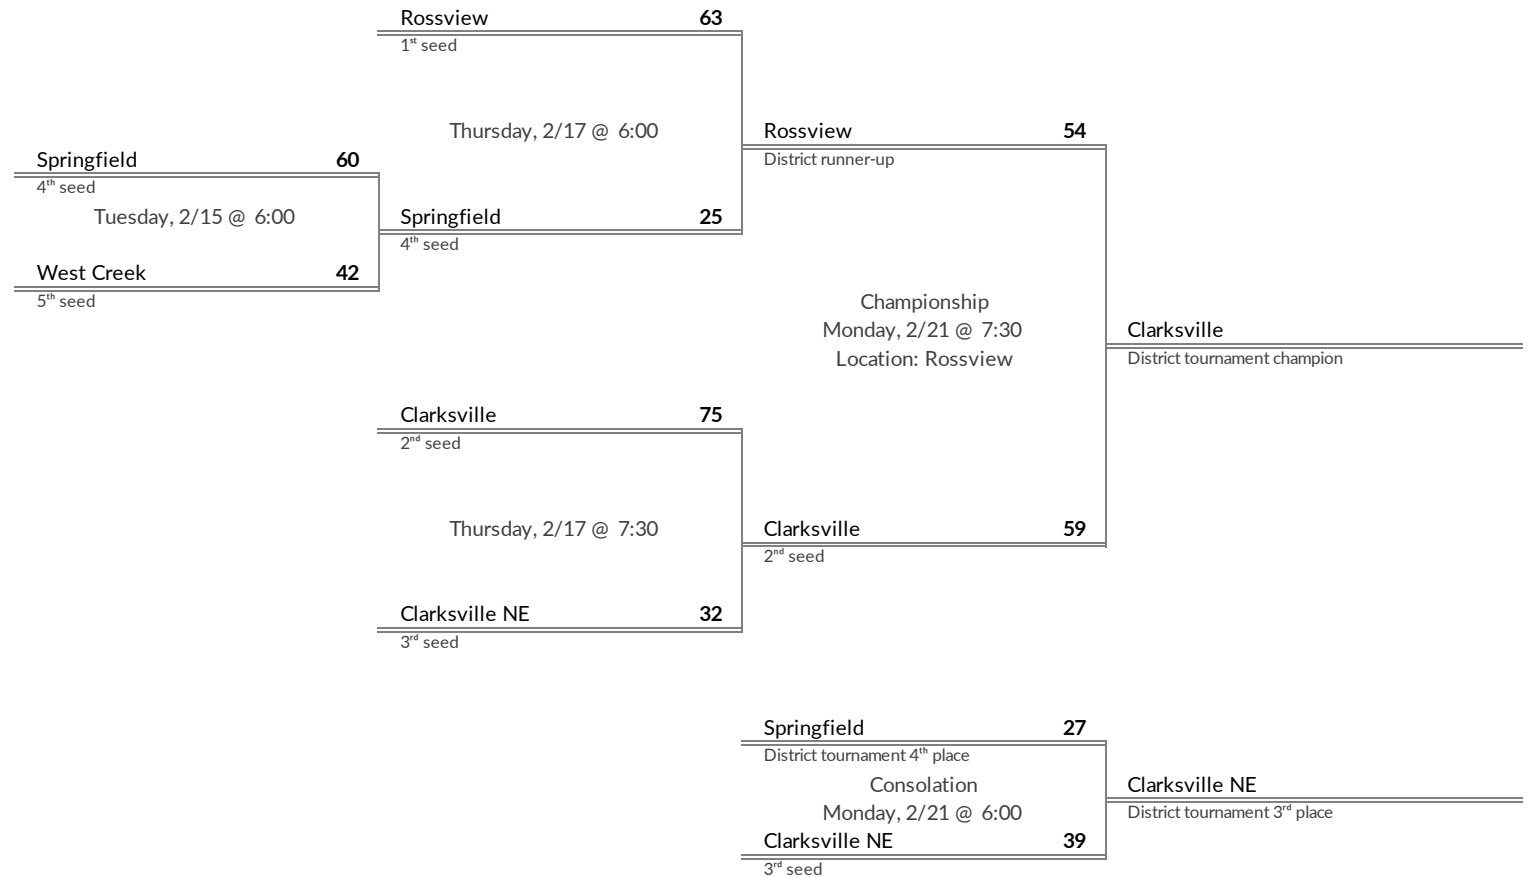 Rossview 63
1st seed
Thursday, 2/17 @ 6:00
Springfield 60
4th seed
Tuesday, 2/15 @ 6:00
West Creek 42
5th seed
Springfield 25
4th seed
Rossview 54
District runner-up
Championship
Monday, 2/21 @ 7:30
Location: Rossview
Clarksville
District tournament champion
Clarksville 75
2nd seed
Thursday, 2/17 @ 7:30
Clarksville NE 32
3rd seed
Clarksville 59
2nd seed
Springfield 27
District tournament 4th place
Consolation
Monday, 2/21 @ 6:00
Clarksville NE 39
3rd seed
Clarksville NE
District tournament 3rd place